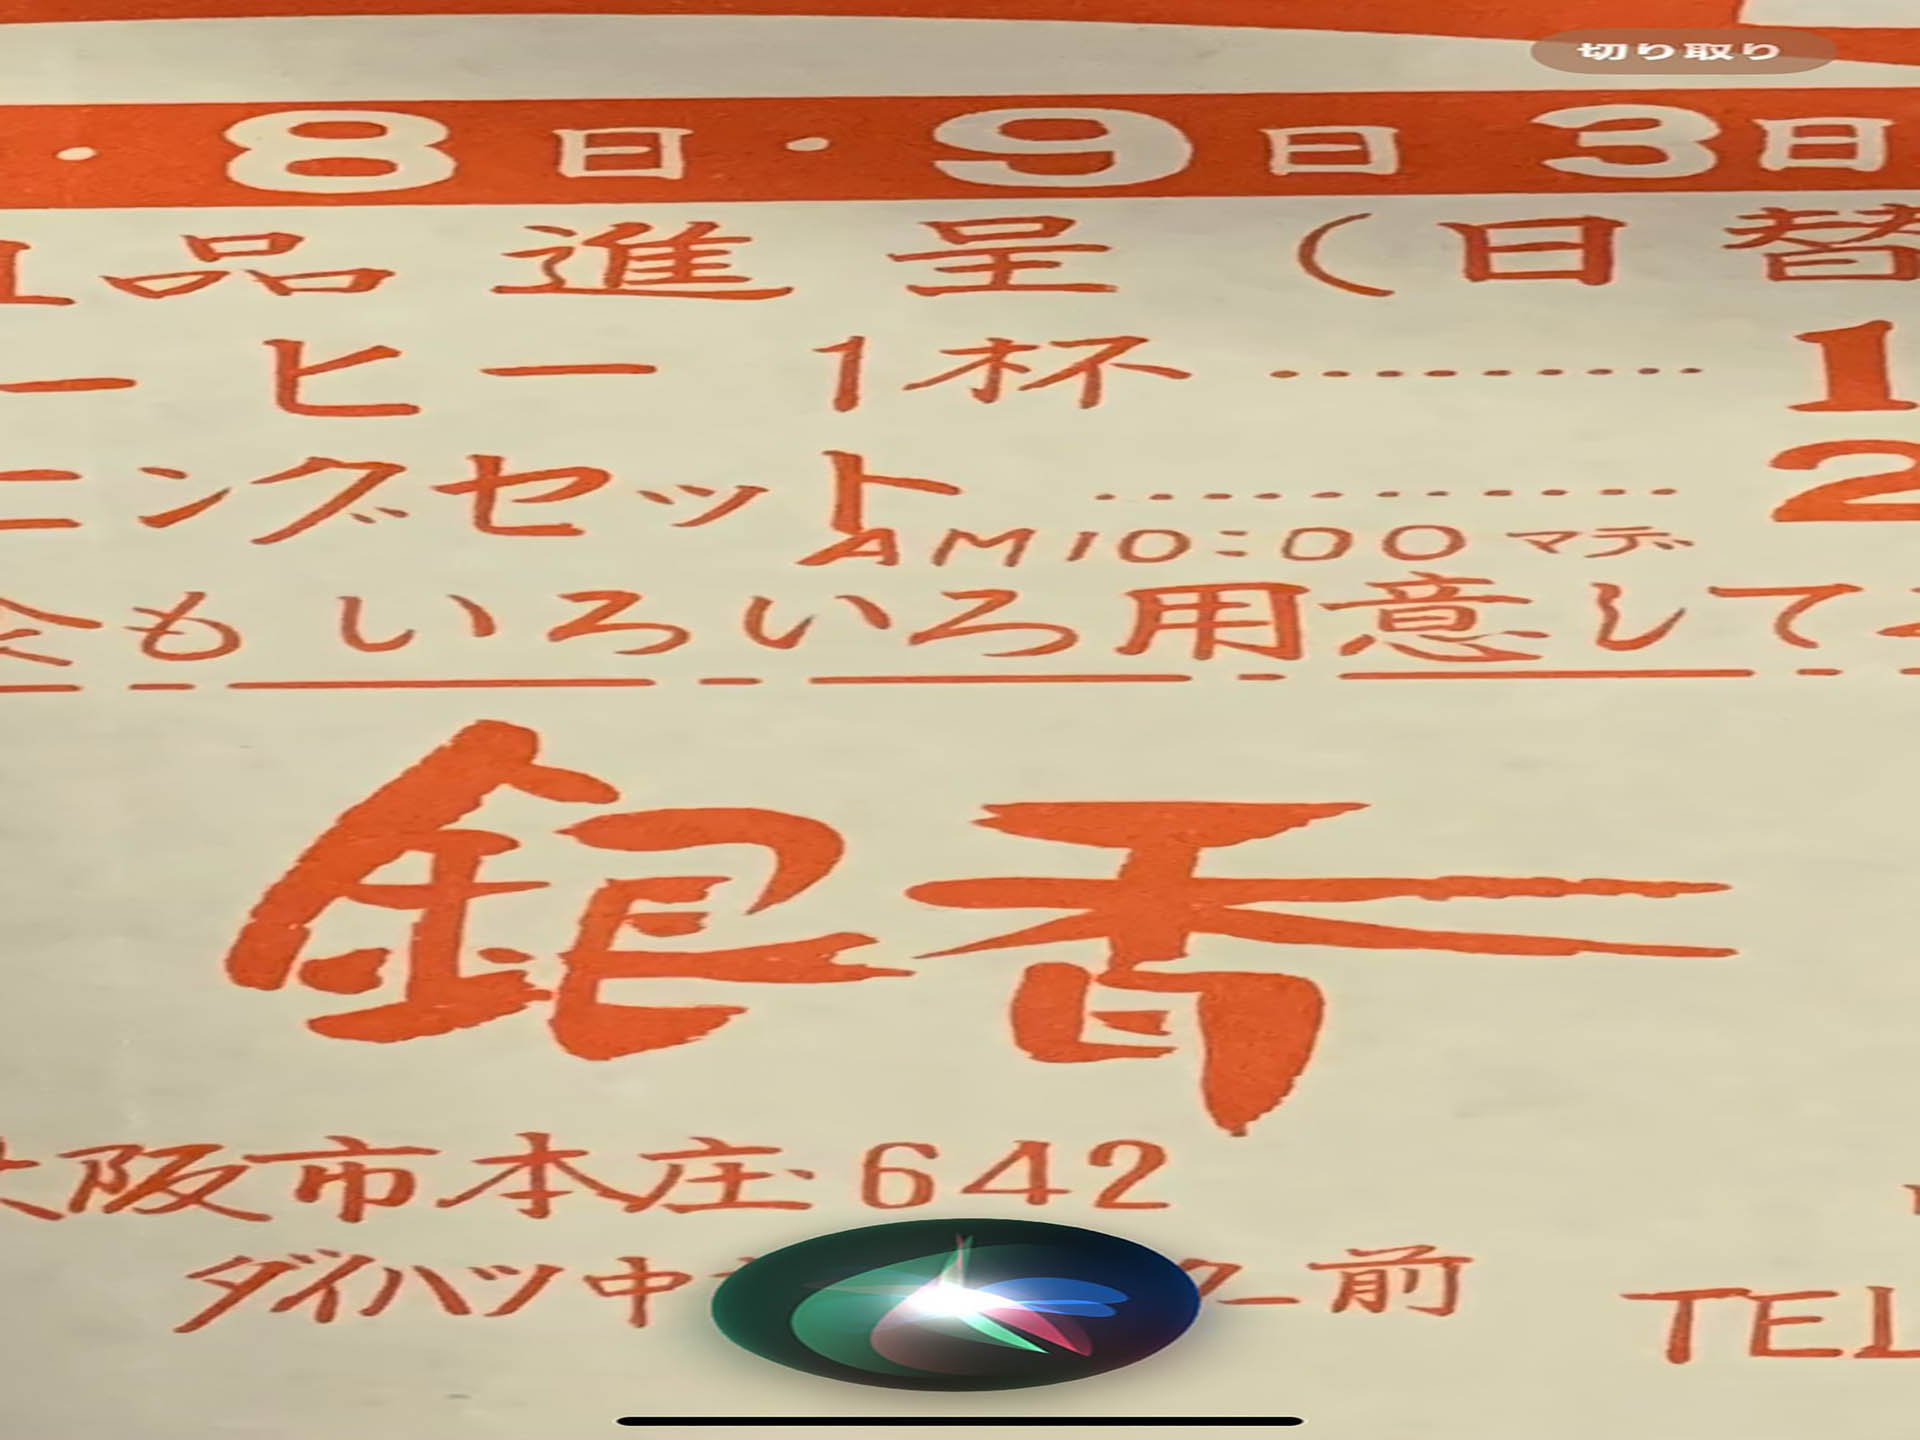 切り取り
・8日・9日 3日
品進呈(日替
ーヒー 1杯………… 1
ニングセット ………… 2
AM10:00マデ
もいろいろ用意して
銀香
大阪市本庄642
ダイハツ中
ー前
TEL